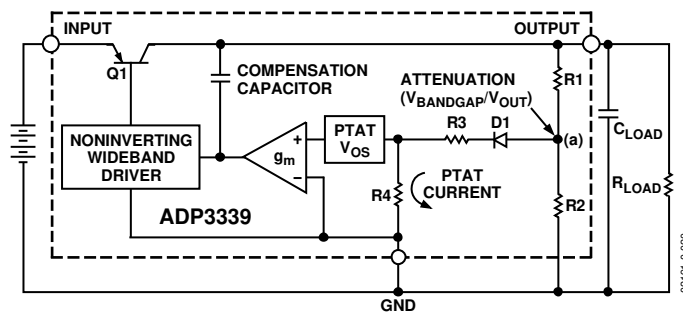 INPUT
OUTPUT
Q1
COMPENSATION
CAPACITOR
ATTENUATION
(VBANDGAP/VOUT)
R1
NONINVERTING
WIDEBAND
DRIVER
gm
+
−
PTAT
VOS
R3
D1
(a)
CLOAD
RLOAD
R4
PTAT
CURRENT
R2
ADP3339
GND